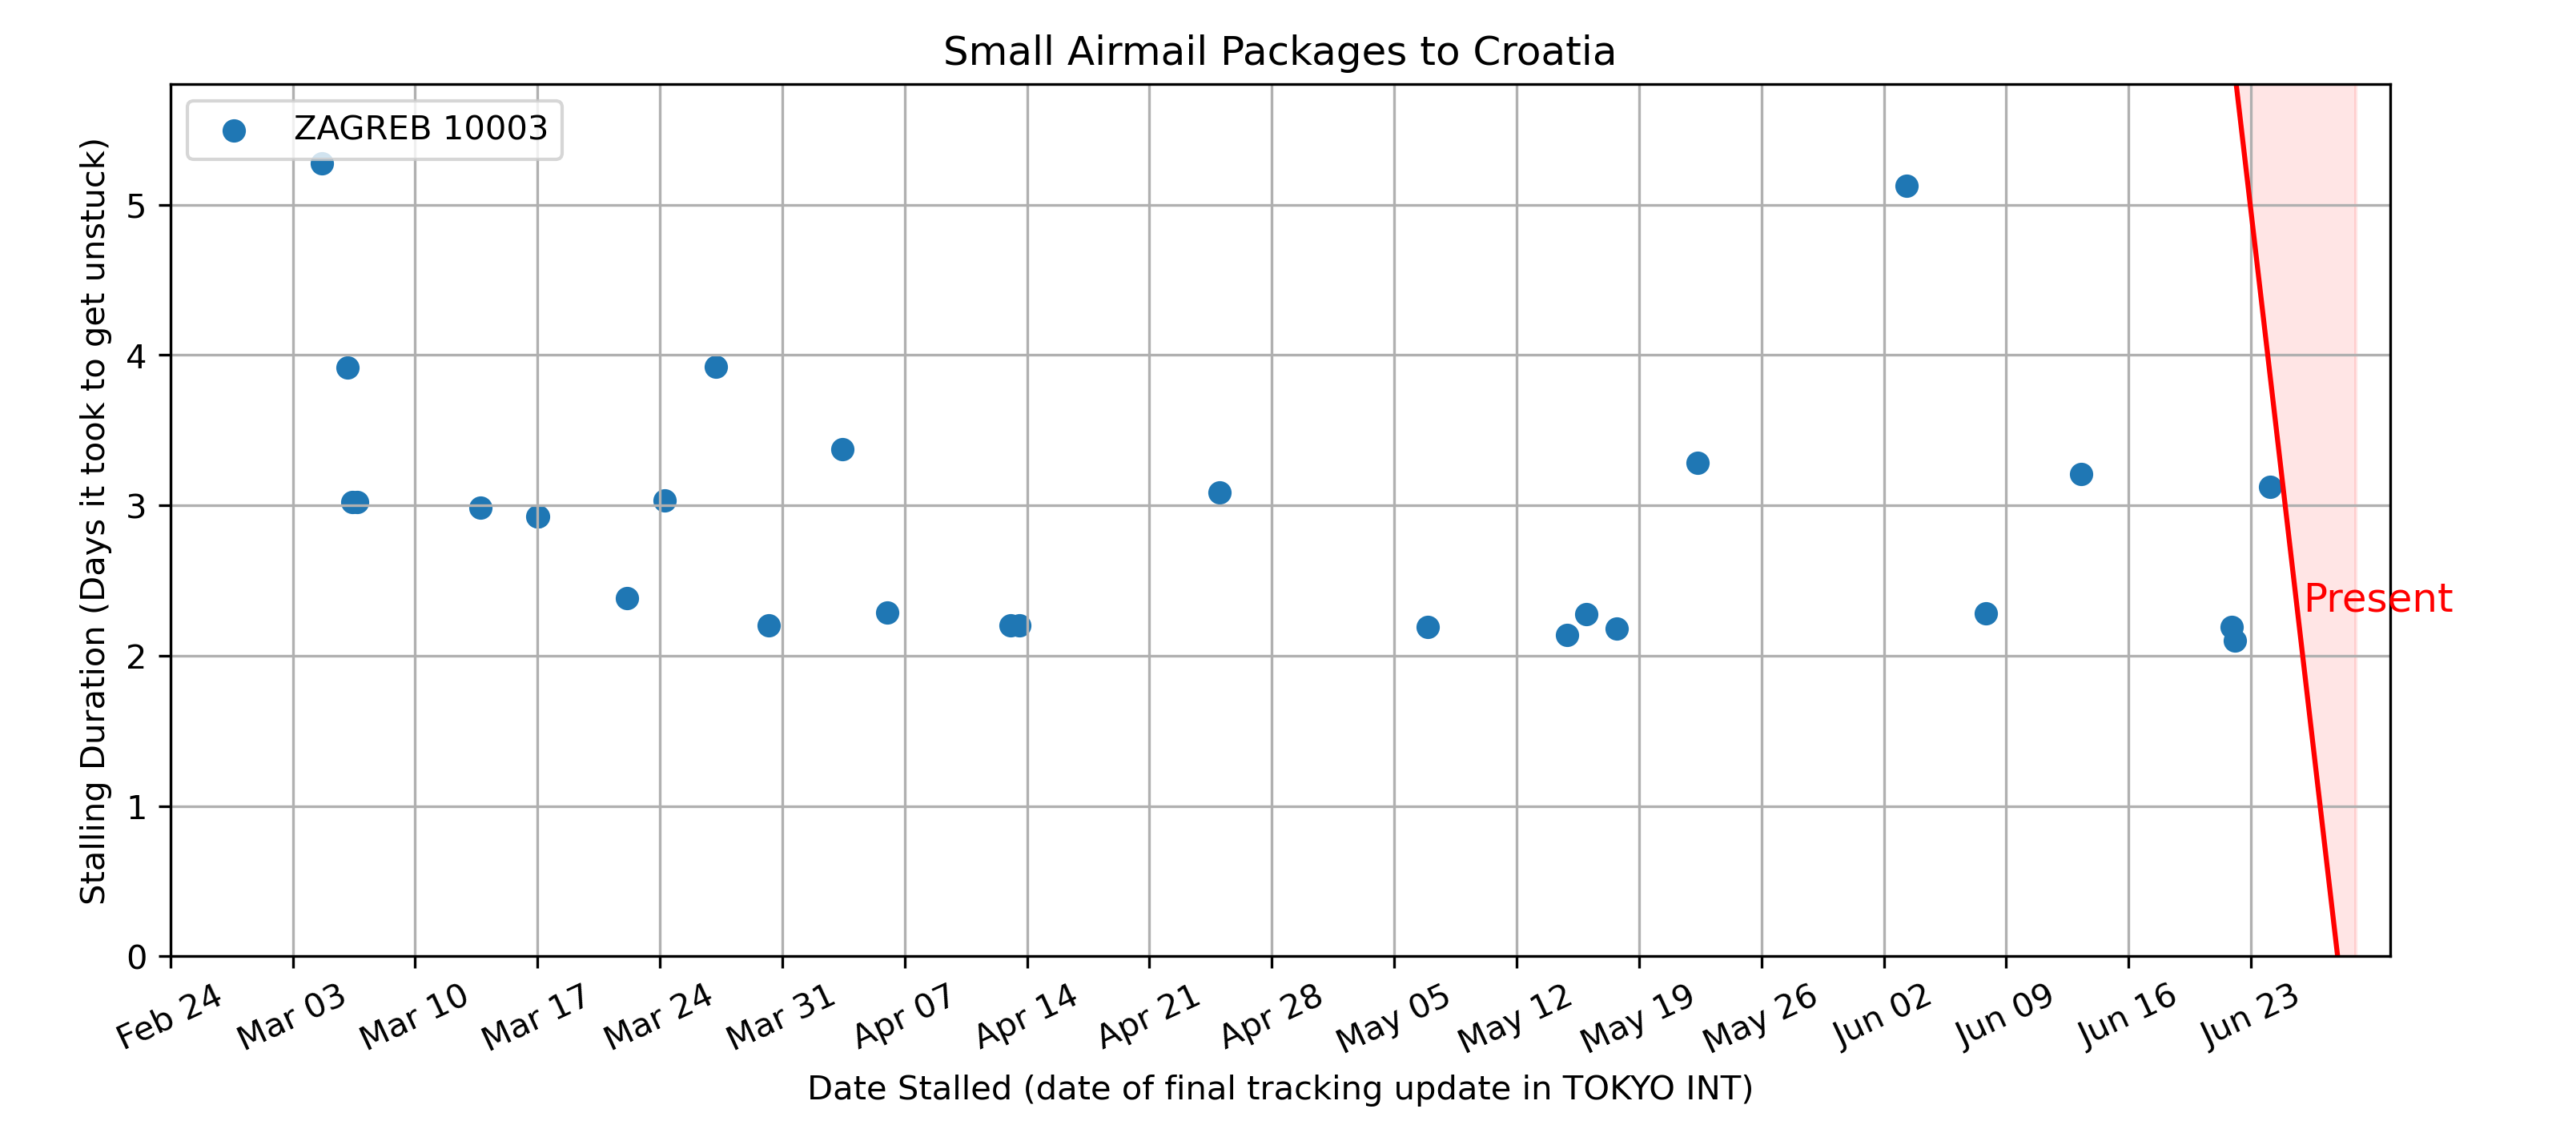 Small Airmail Packages to Croatia
ZAGREB 10003
Stalling Duration (Days it took to get unstuck)
5
4
3
2
1
0
Present
Feb 24
Mar 03
Mar 10
Mar 17
Mar 24
Mar 31
Apr 07
Apr 14
Apr 21
Apr 28
May 05
May 12
May 19
May 26
Jun 02
Jun 09
Jun 16
Jun 23
Date Stalled (date of final tracking update in TOKYO INT)